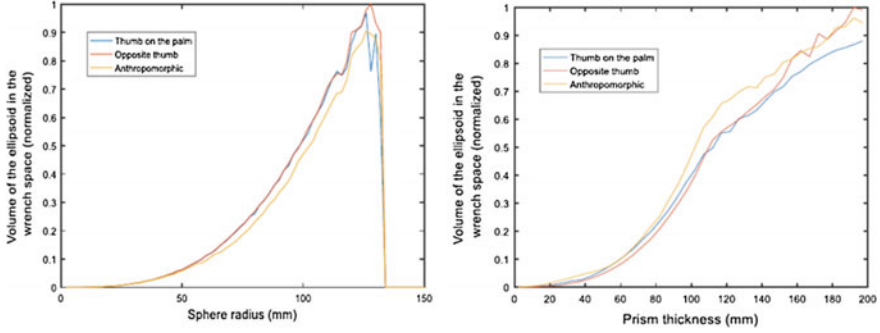 Volume of the ellipsoid in the
wrench space (normalized)
1
0.9
0.8
0.7
0.6
0.5
0.4
0.3
0.2
0.1
0
Thumb on the palm
Opposite thumb
Anthropomorphic
0 50 100 150
Sphere radius (mm)
Volume of the ellipsoid in the
wrench space (normalized)
1
0.9
0.8
0.7
0.6
0.5
0.4
0.3
0.2
0.1
0
Thumb on the palm
Opposite thumb
Anthropomorphic
0 20 40 60 80 100 120 140 160 180 200
Prism thickness (mm)